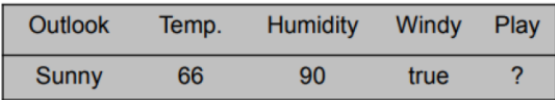 Outlook Temp. Humidity Windy Play
Sunny 66 90 true ?